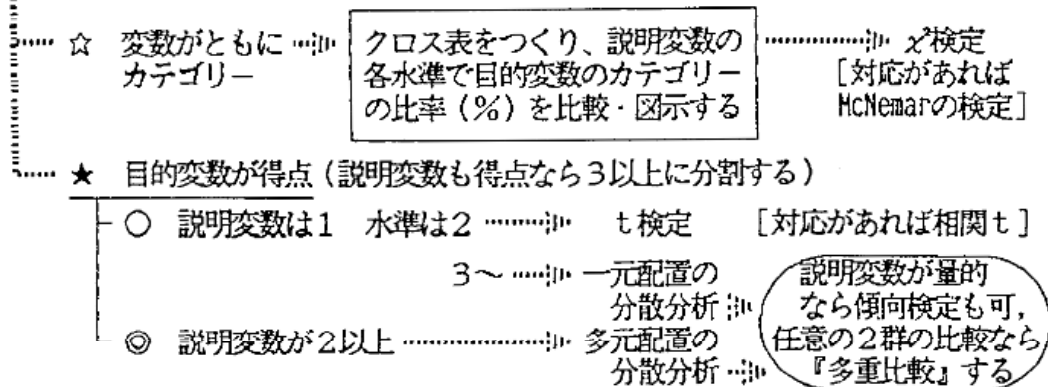 ☆ 変数がともに クロス表をつくり、説明変数の χ²検定
カテゴリー 各水準で目的変数のカテゴリー [対応があれば
の比率（%）を比較・図示する McNemarの検定]
★ 目的変数が得点（説明変数も得点なら3以上に分割する）
○ 説明変数は1 水準は2 t検定 [対応があれば相関t]
3～ 一元配置の 説明変数が量的
分散分析 なら傾向検定も可,
◎ 説明変数が2以上 多元配置の 任意の2群の比較なら
分散分析 『多重比較』する